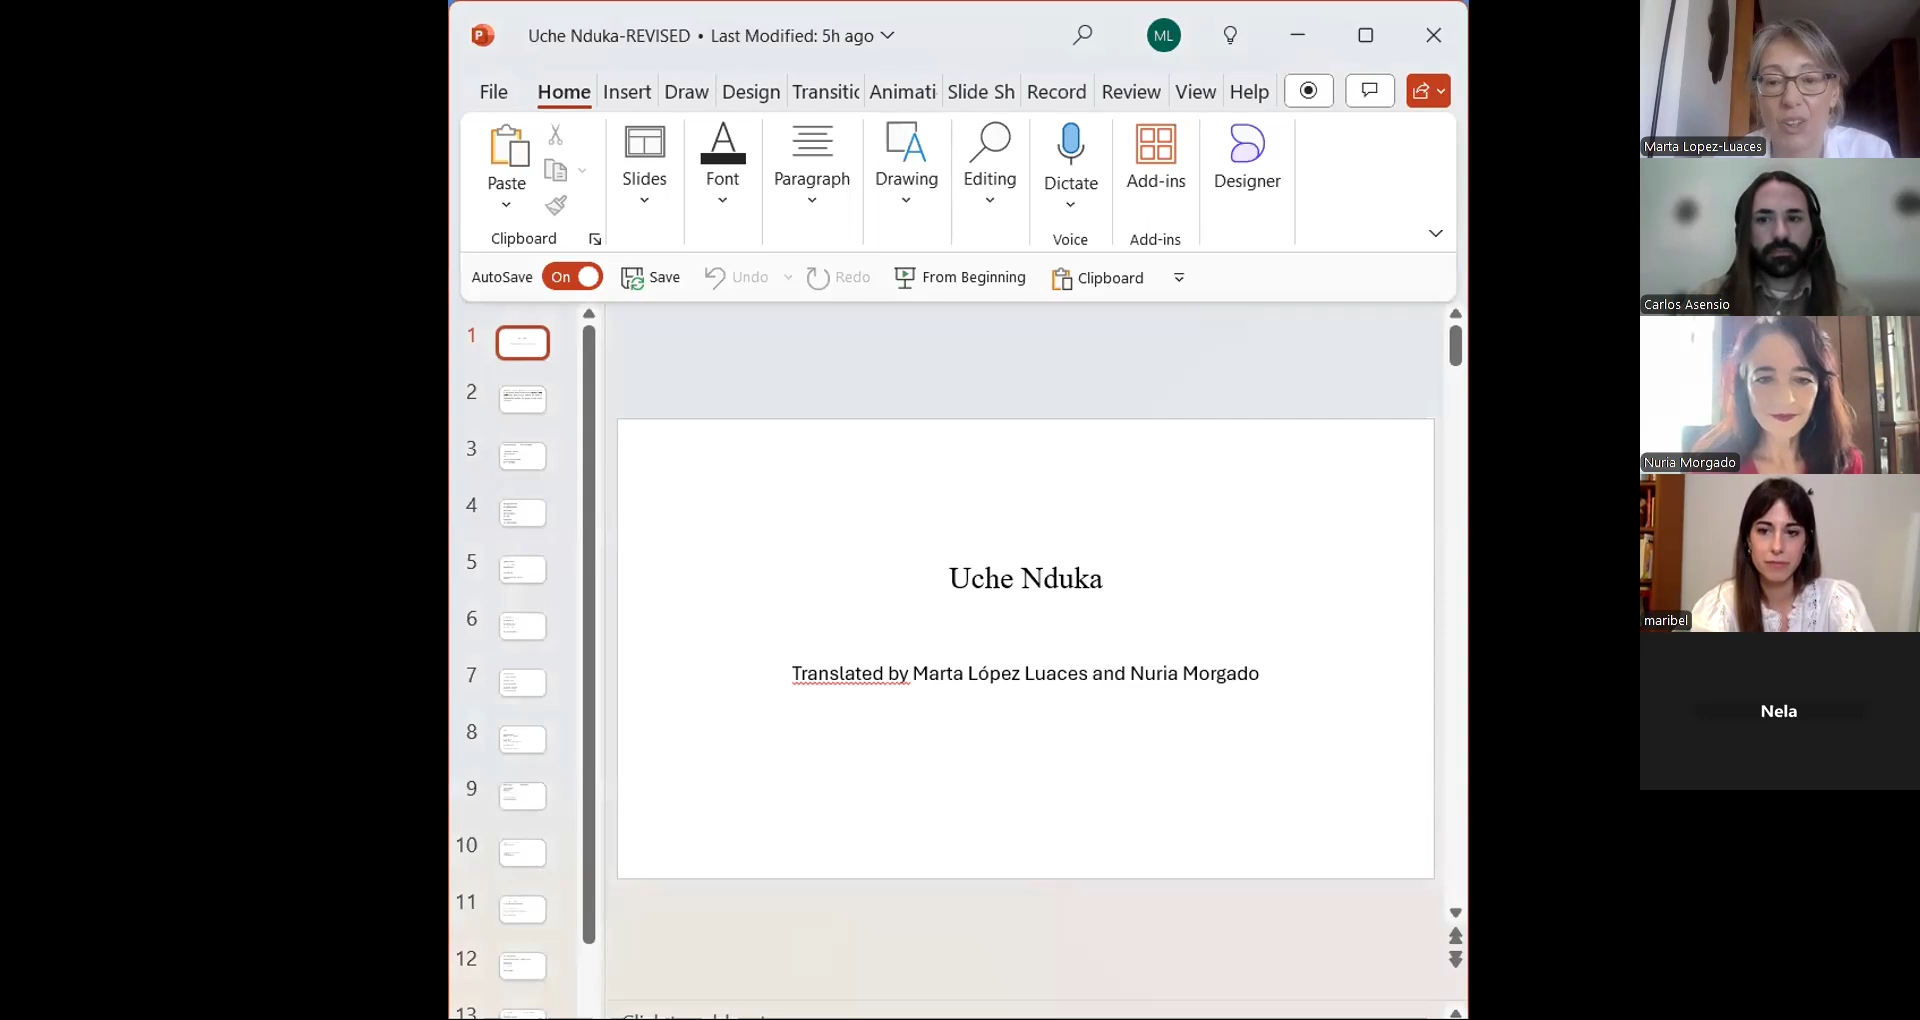 Uche Nduka-REVISED • Last Modified: 5h ago
ML
File Home Insert Draw Design Transitic Animati Slide Sh Record Review View Help
Paste
Slides
Font
Paragraph
Drawing
Editing
Dictate
Add-ins
Designer
Clipboard
Voice
Add-ins
AutoSave On Save Undo Redo From Beginning Clipboard
1
2
3
4
5
6
7
8
9
10
11
12
13
Uche Nduka
Translated by Marta López Luaces and Nuria Morgado
Marta Lopez-Luaces
Carlos Asensio
Nuria Morgado
maribel
Nela